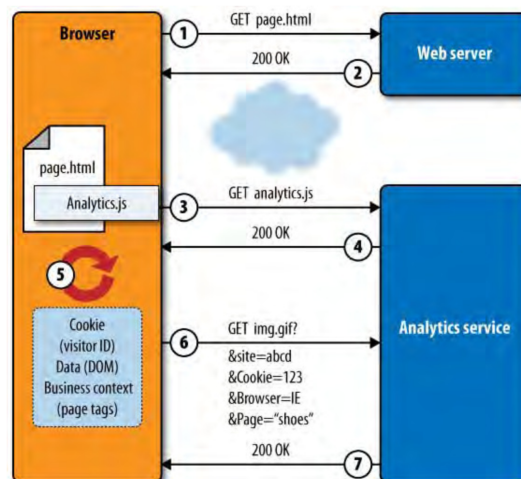 Browser
1
GET page.html
Web server
200 OK
2
page.html
Analytics.js
3
GET analytics.js
200 OK
4
5
Analytics service
Cookie
(visitor ID)
Data (DOM)
Business context
(page tags)
6
GET img.gif?
&site=abcd
&Cookie=123
&Browser=IE
&Page="shoes"
200 OK
7